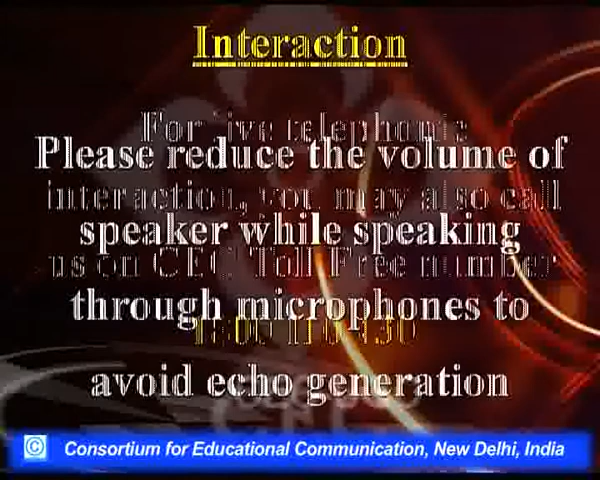 Interaction
For live telephonic
Please reduce the volume of
interaction, you may also call
speaker while speaking
us on CEC Toll Free number
through microphones to
avoid echo generation
© Consortium for Educational Communication, New Delhi, India